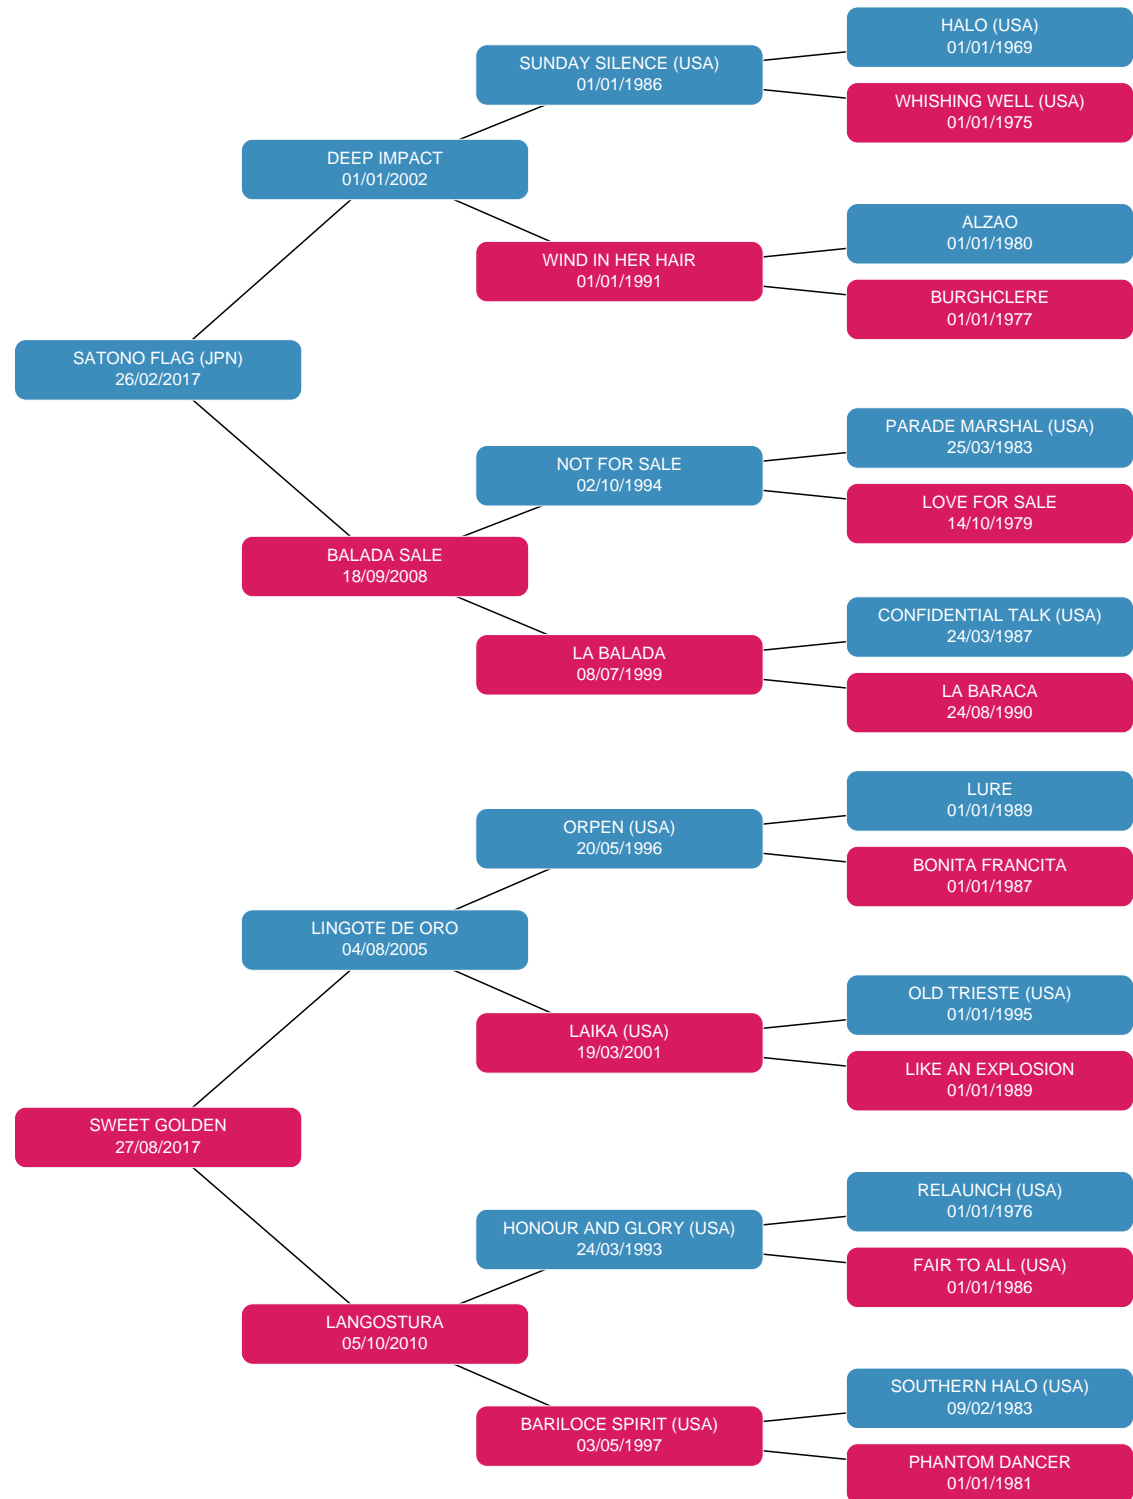 HALO (USA)
01/01/1969
SUNDAY SILENCE (USA)
01/01/1986
WHISHING WELL (USA)
01/01/1975
DEEP IMPACT
01/01/2002
ALZAO
01/01/1980
WIND IN HER HAIR
01/01/1991
BURGHCLERE
01/01/1977
SATONO FLAG (JPN)
26/02/2017
PARADE MARSHAL (USA)
25/03/1983
NOT FOR SALE
02/10/1994
LOVE FOR SALE
14/10/1979
BALADA SALE
18/09/2008
CONFIDENTIAL TALK (USA)
24/03/1987
LA BALADA
08/07/1999
LA BARACA
24/08/1990
LURE
01/01/1989
ORPEN (USA)
20/05/1996
BONITA FRANCITA
01/01/1987
LINGOTE DE ORO
04/08/2005
OLD TRIESTE (USA)
01/01/1995
LAIKA (USA)
19/03/2001
LIKE AN EXPLOSION
01/01/1989
SWEET GOLDEN
27/08/2017
RELAUNCH (USA)
01/01/1976
HONOUR AND GLORY (USA)
24/03/1993
FAIR TO ALL (USA)
01/01/1986
LANGOSTURA
05/10/2010
SOUTHERN HALO (USA)
09/02/1983
BARILOCE SPIRIT (USA)
03/05/1997
PHANTOM DANCER
01/01/1981